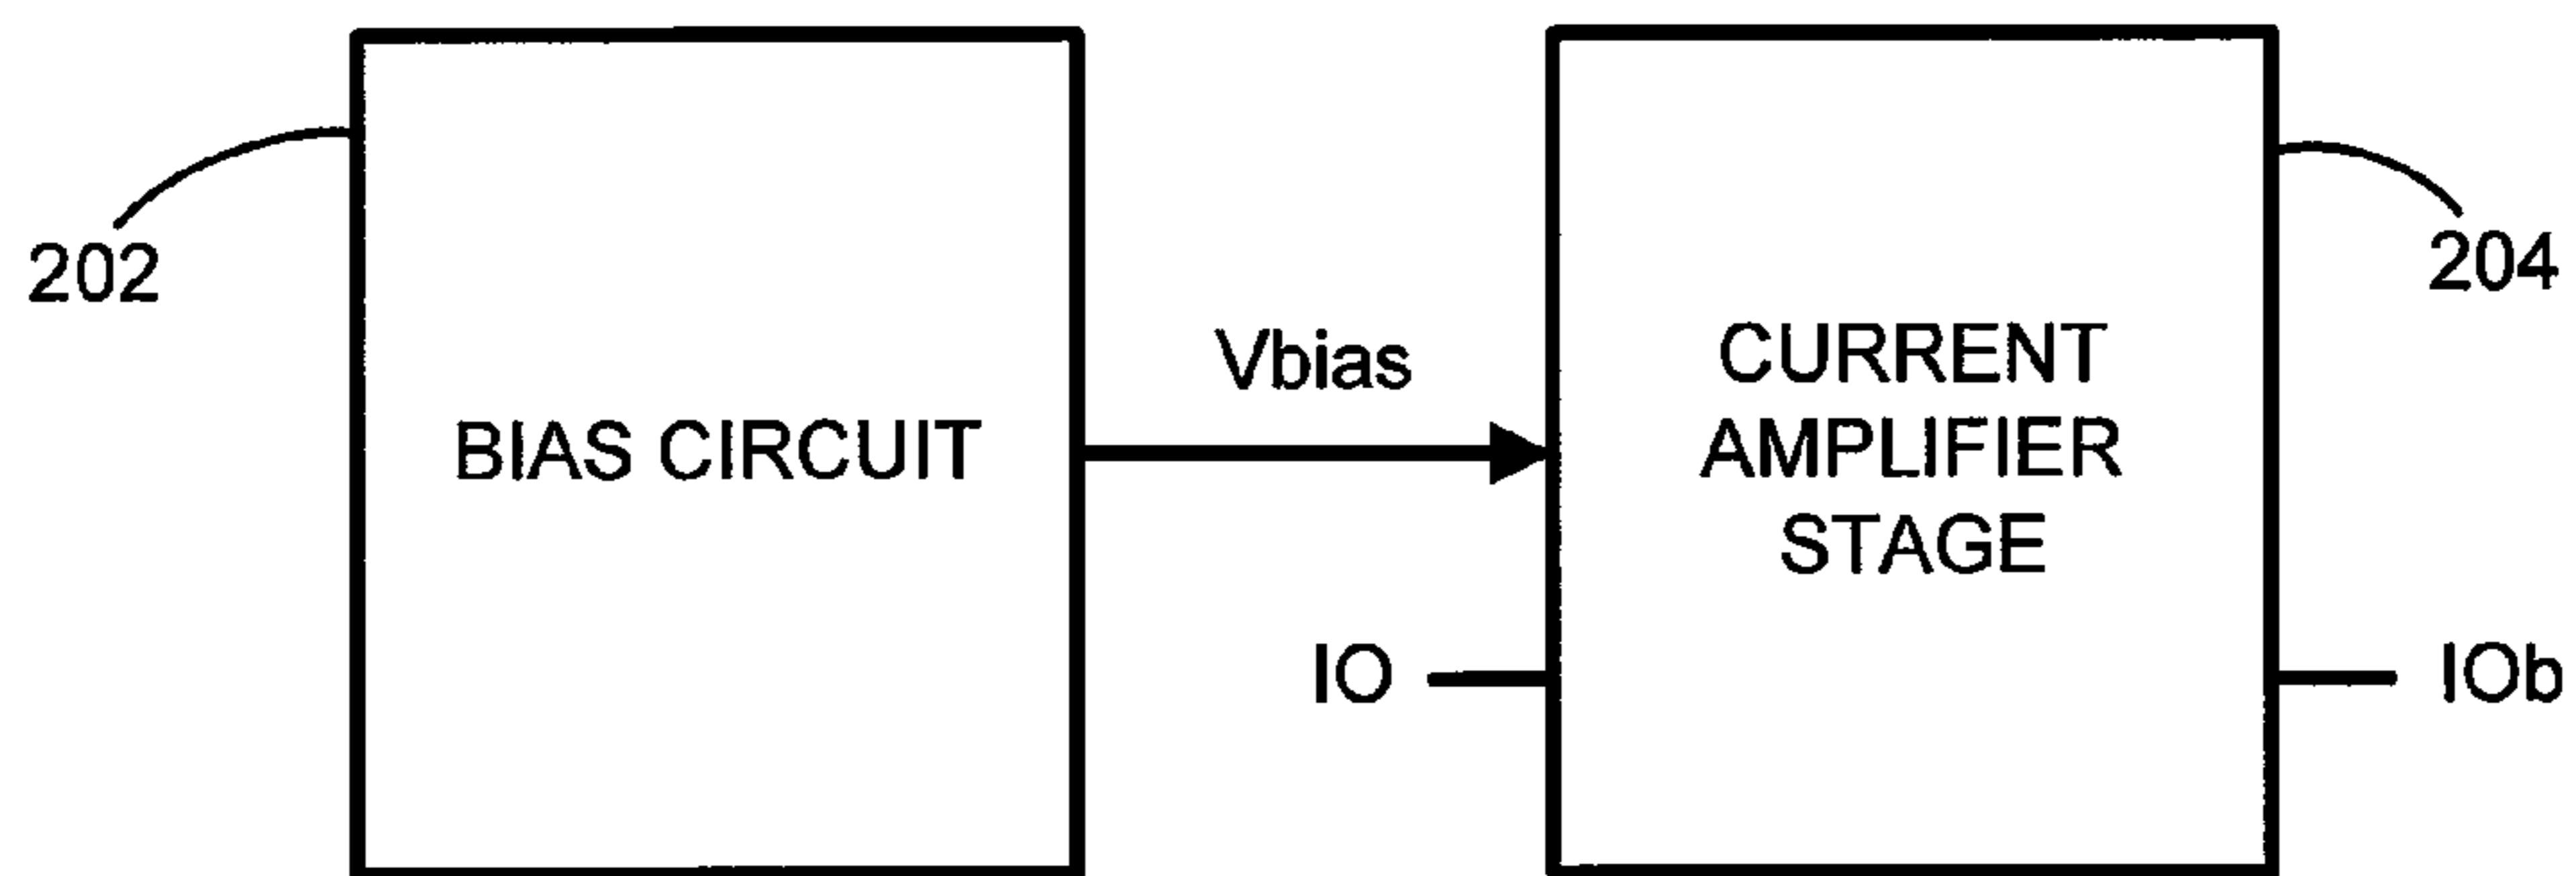 202
BIAS CIRCUIT
Vbias
IO
CURRENT
AMPLIFIER
STAGE
204
IOb